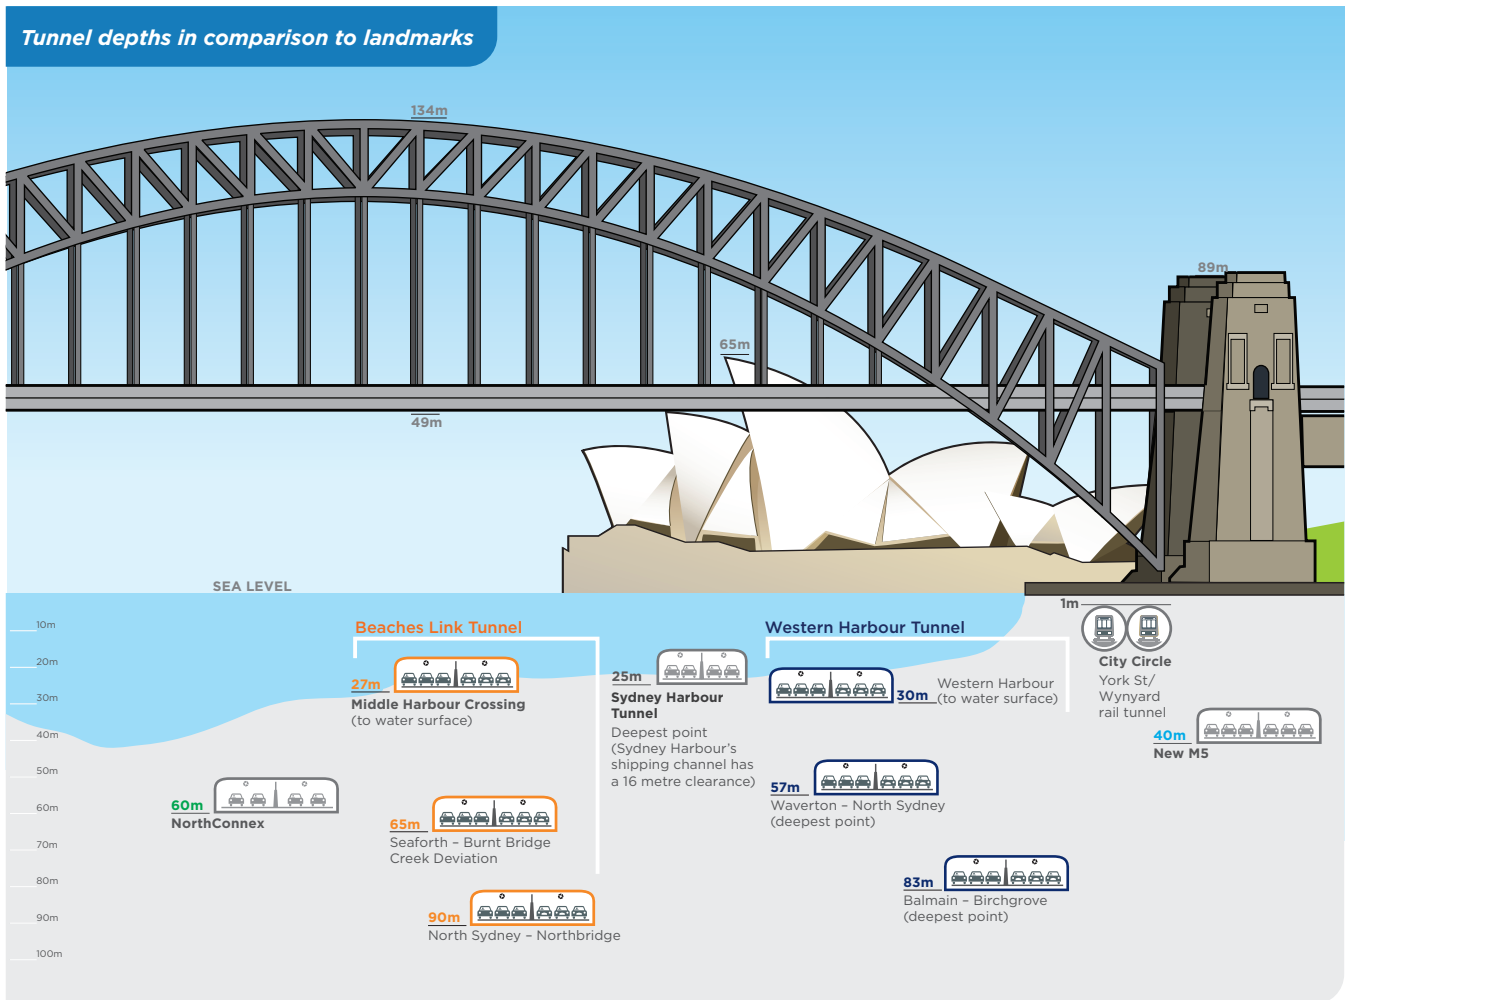 Tunnel depths in comparison to landmarks
134m
89m
65m
49m
SEA LEVEL
10m
20m
30m
40m
50m
60m
70m
80m
90m
100m
Beaches Link Tunnel
27m
Middle Harbour Crossing
(to water surface)
60m
NorthConnex
65m
Seaforth – Burnt Bridge
Creek Deviation
90m
North Sydney – Northbridge
25m
Sydney Harbour
Tunnel
Deepest point
(Sydney Harbour's
shipping channel has
a 16 metre clearance)
Western Harbour Tunnel
30m
Western Harbour
(to water surface)
57m
Waverton – North Sydney
(deepest point)
83m
Balmain – Birchgrove
(deepest point)
1m
City Circle
York St/
Wynyard
rail tunnel
40m
New M5